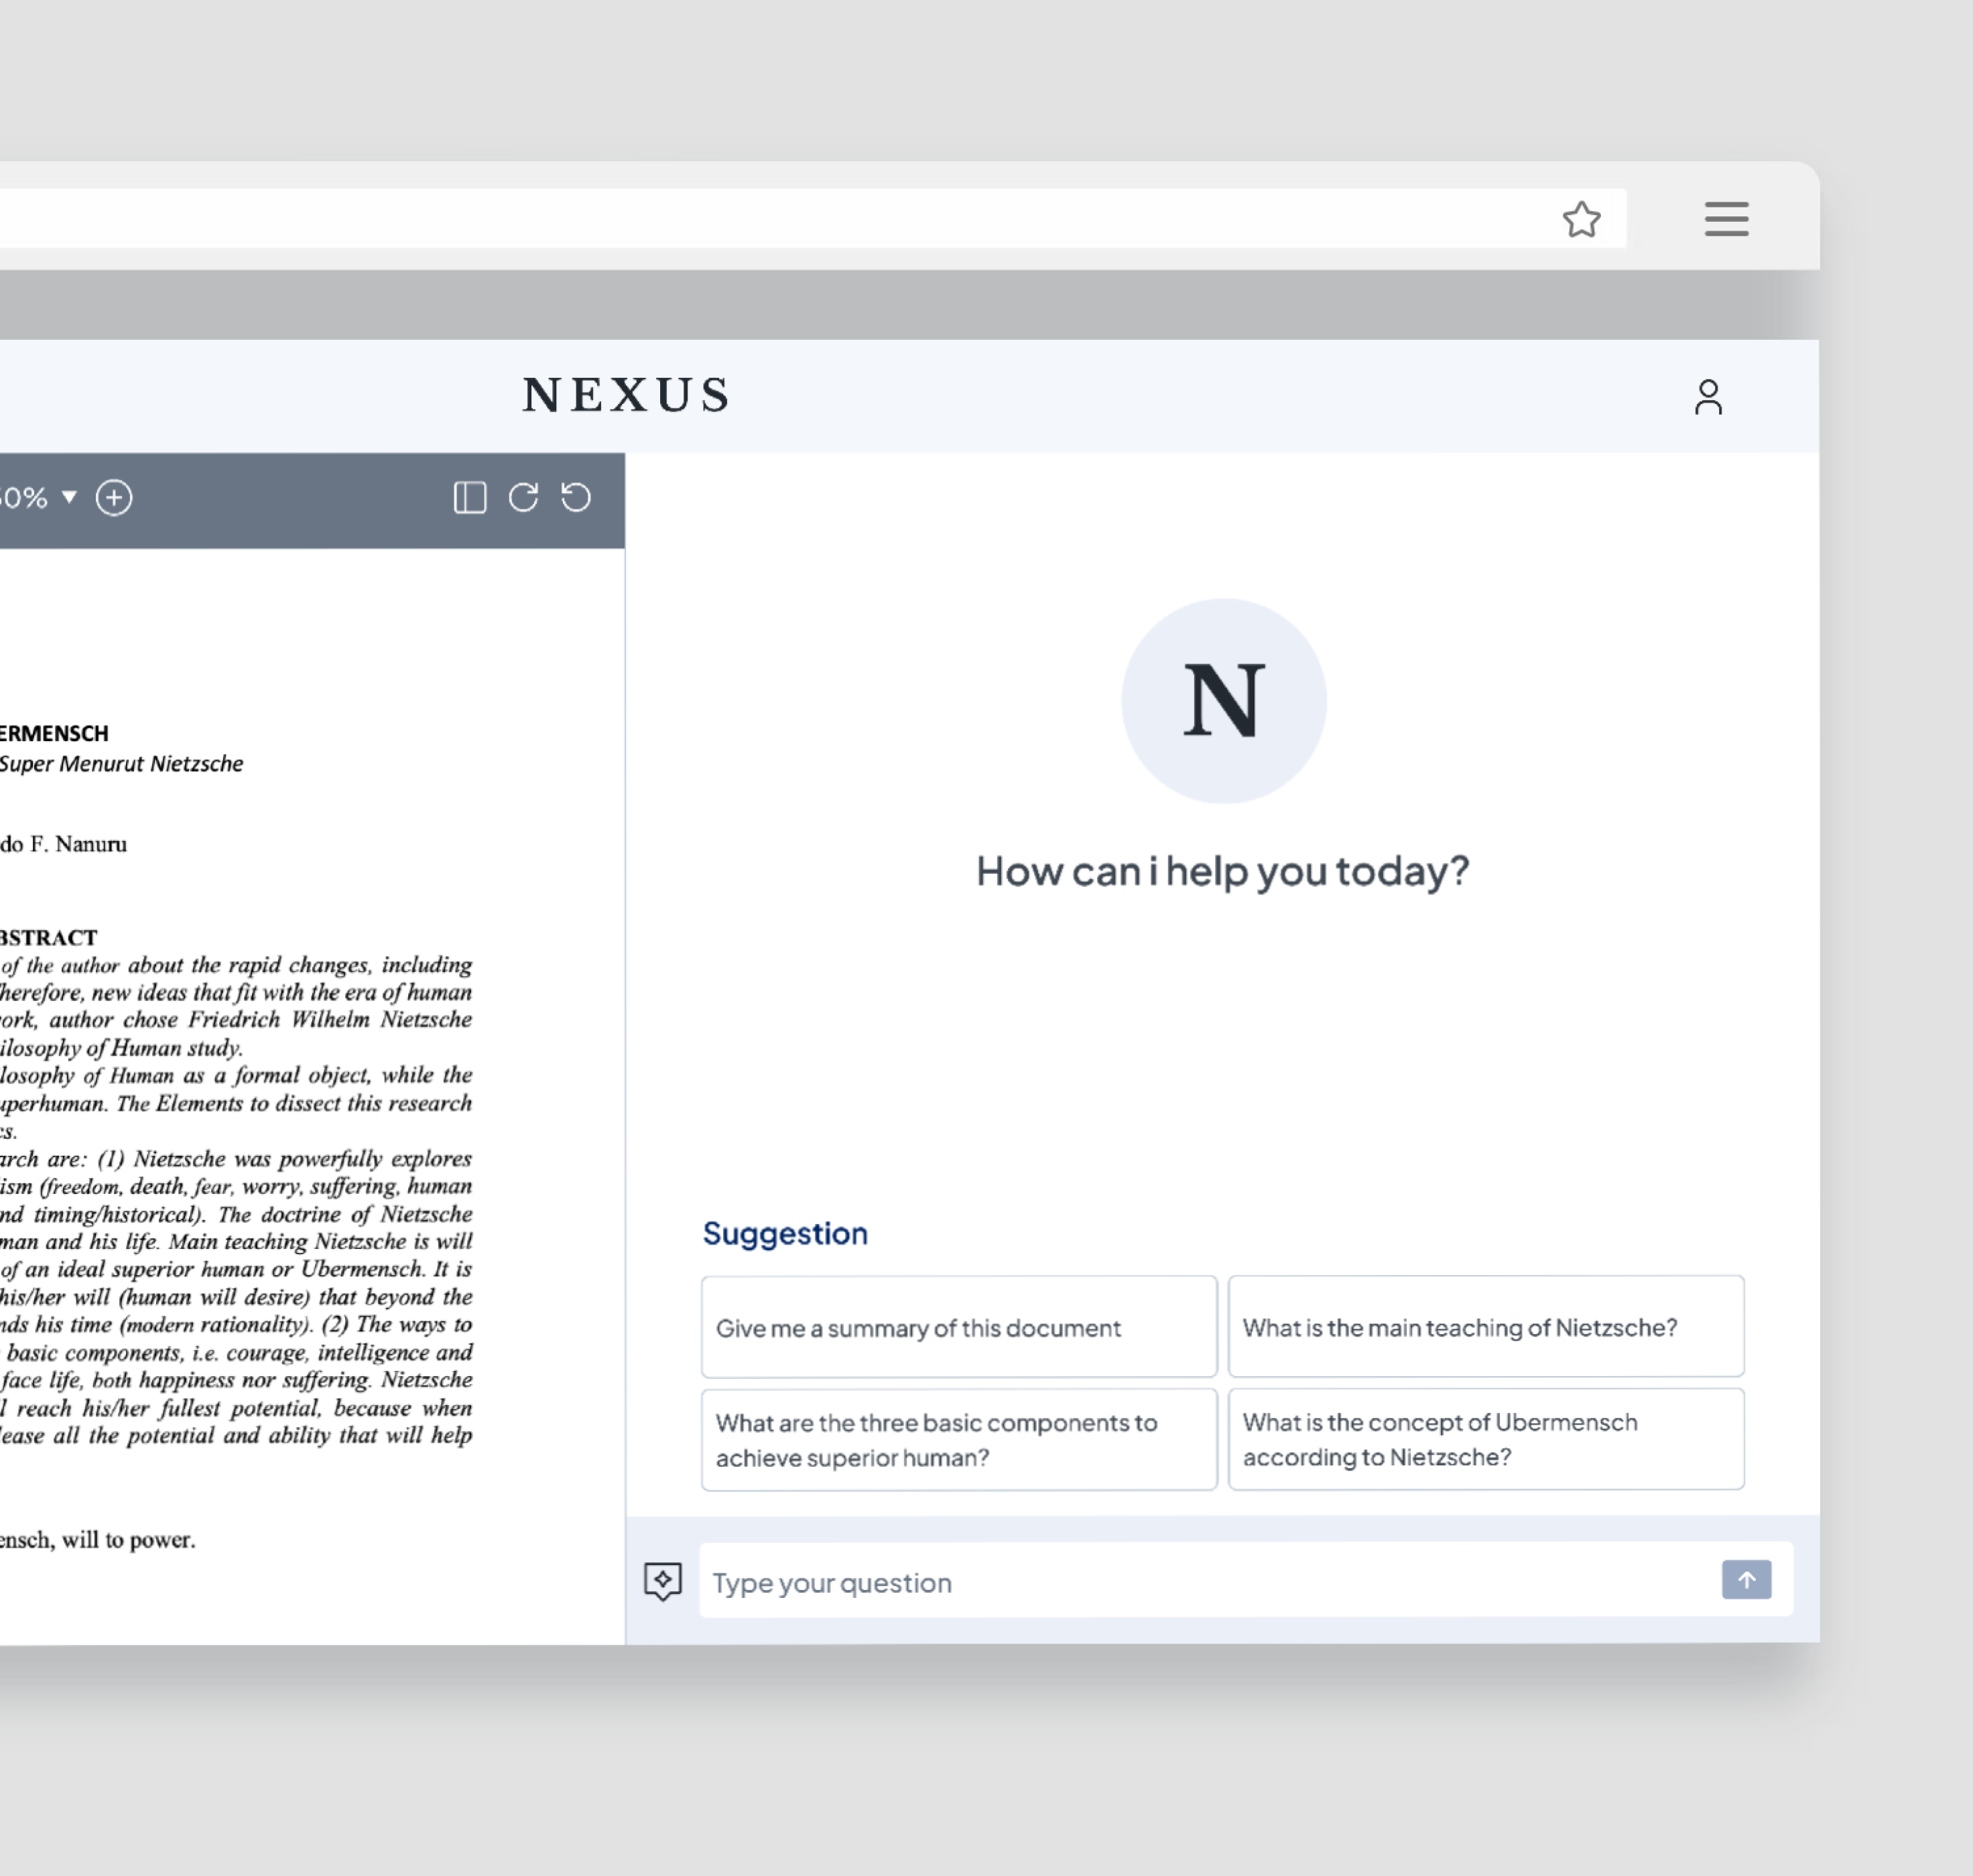 NEXUS
0%
ERMENSCH
Super Menurut Nietzsche
do F. Nanuru
BSTRACT
of the author about the rapid changes, including
herefore, new ideas that fit with the era of human
ork, author chose Friedrich Wilhelm Nietzsche
ilosophy of Human study.
losophy of Human as a formal object, while the
uperhuman. The Elements to dissect this research
cs.
arch are: (1) Nietzsche was powerfully explores
ism (freedom, death, fear, worry, suffering, human
nd timing/historical). The doctrine of Nietzsche
man and his life. Main teaching Nietzsche is will
of an ideal superior human or Ubermensch. It is
his/her will (human will desire) that beyond the
nds his time (modern rationality). (2) The ways to
basic components, i.e. courage, intelligence and
face life, both happiness nor suffering. Nietzsche
l reach his/her fullest potential, because when
lease all the potential and ability that will help
ensch, will to power.
N
How can i help you today?
Suggestion
Give me a summary of this document
What is the main teaching of Nietzsche?
What are the three basic components to
achieve superior human?
What is the concept of Ubermensch
according to Nietzsche?
Type your question